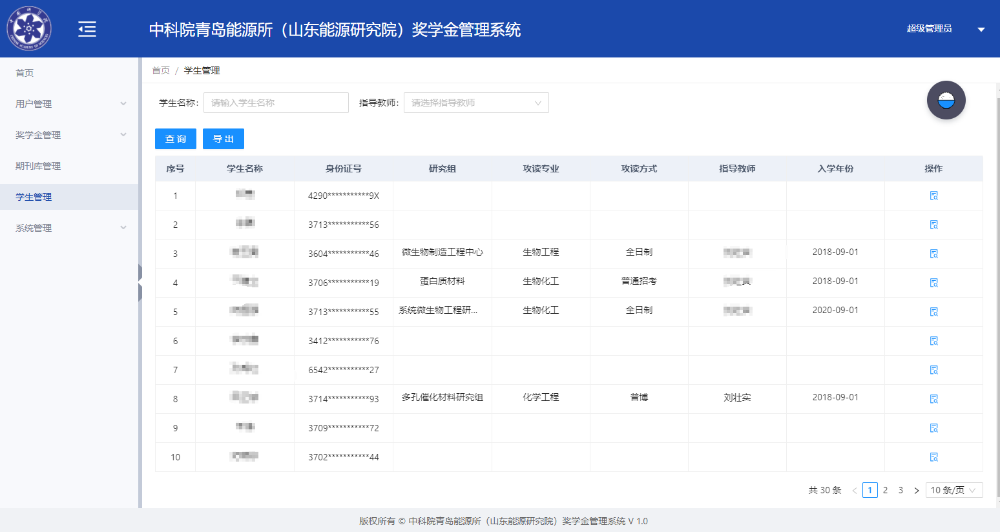 中科院青岛能源所（山东能源研究院）奖学金管理系统
超级管理员
首页
用户管理
奖学金管理
期刊库管理
学生管理
系统管理
首页 / 学生管理
学生名称: 请输入学生名称 指导教师: 请选择指导教师
查 询 导 出
序号 学生名称 身份证号 研究组 攻读专业 攻读方式 指导教师 入学年份 操作
1 4290***********9X
2 3713***********56
3 3604***********46 微生物制造工程中心 生物工程 全日制 2018-09-01
4 3706***********19 蛋白质材料 生物化工 普通招考 2018-09-01
5 3713***********55 系统微生物工程研... 生物化工 全日制 2020-09-01
6 3412***********76
7 6542***********27
8 3714***********93 多孔催化材料研究组 化学工程 普博 刘壮实 2018-09-01
9 3709***********72
10 3702***********44
共 30 条 < 1 2 3 > 10 条/页
版权所有 © 中科院青岛能源所（山东能源研究院）奖学金管理系统 V 1.0